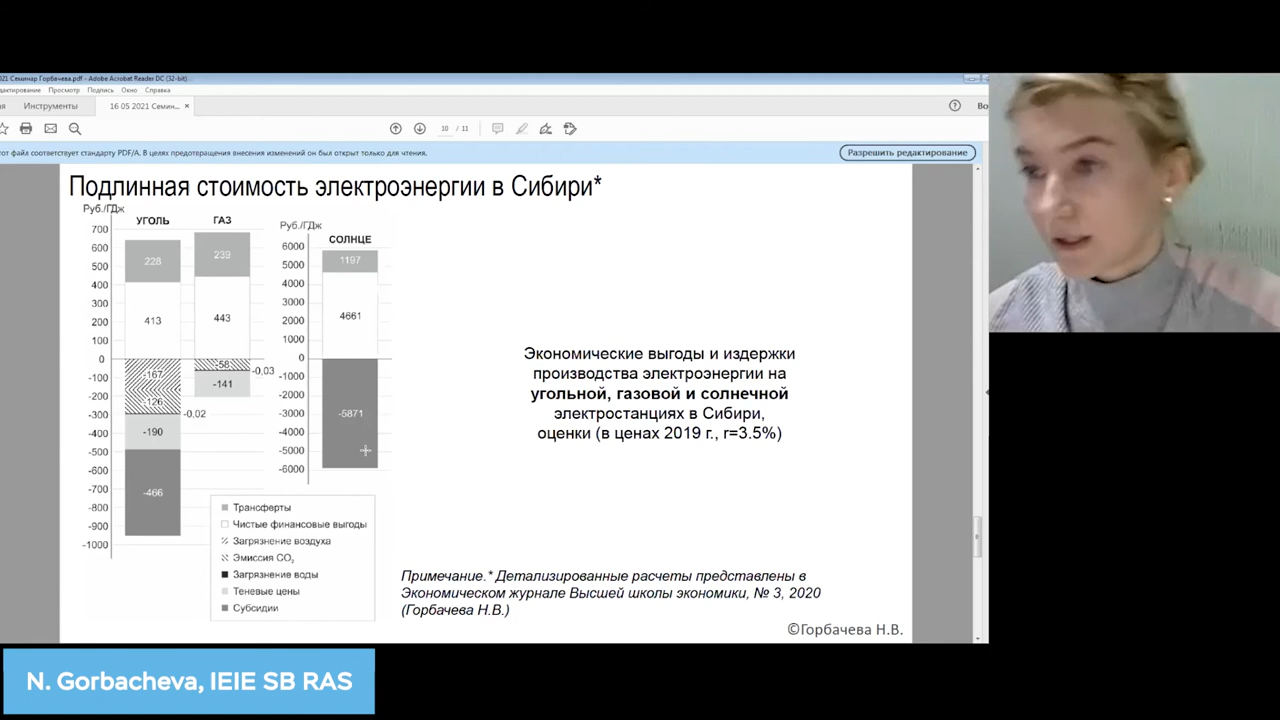 021 Семинар Горбачева.pdf - Adobe Acrobat Reader DC (32-bit)
Просмотр Подпись Окно Справка
Инструменты 16 05 2021 Семин... × ?
10 / 11
тот файл соответствует стандарту PDF/A. В целях предотвращения внесения изменений он был открыт только для чтения. Разрешить редактирование
Подлинная стоимость электроэнергии в Сибири*
Руб./ГДж
УГОЛЬ
ГАЗ
700
600
500
400
300
200
100
0
-100
-200
-300
-400
-500
-600
-700
-800
-900
-1000
228
413
-167
-126
-0,02
-190
-466
239
443
-58
-0,03
-141
Руб./ГДж
СОЛНЦЕ
6000
5000
4000
3000
2000
1000
0
-1000
-2000
-3000
-4000
-5000
-6000
1197
4661
-5871
Трансферты
Чистые финансовые выгоды
Загрязнение воздуха
Эмиссия CO₂
Загрязнение воды
Теневые цены
Субсидии
Экономические выгоды и издержки
производства электроэнергии на
угольной, газовой и солнечной
электростанциях в Сибири,
оценки (в ценах 2019 г., r=3.5%)
Примечание.* Детализированные расчеты представлены в
Экономическом журнале Высшей школы экономики, № 3, 2020
(Горбачева Н.В.)
©Горбачева Н.В.
N. Gorbacheva, IEIE SB RAS